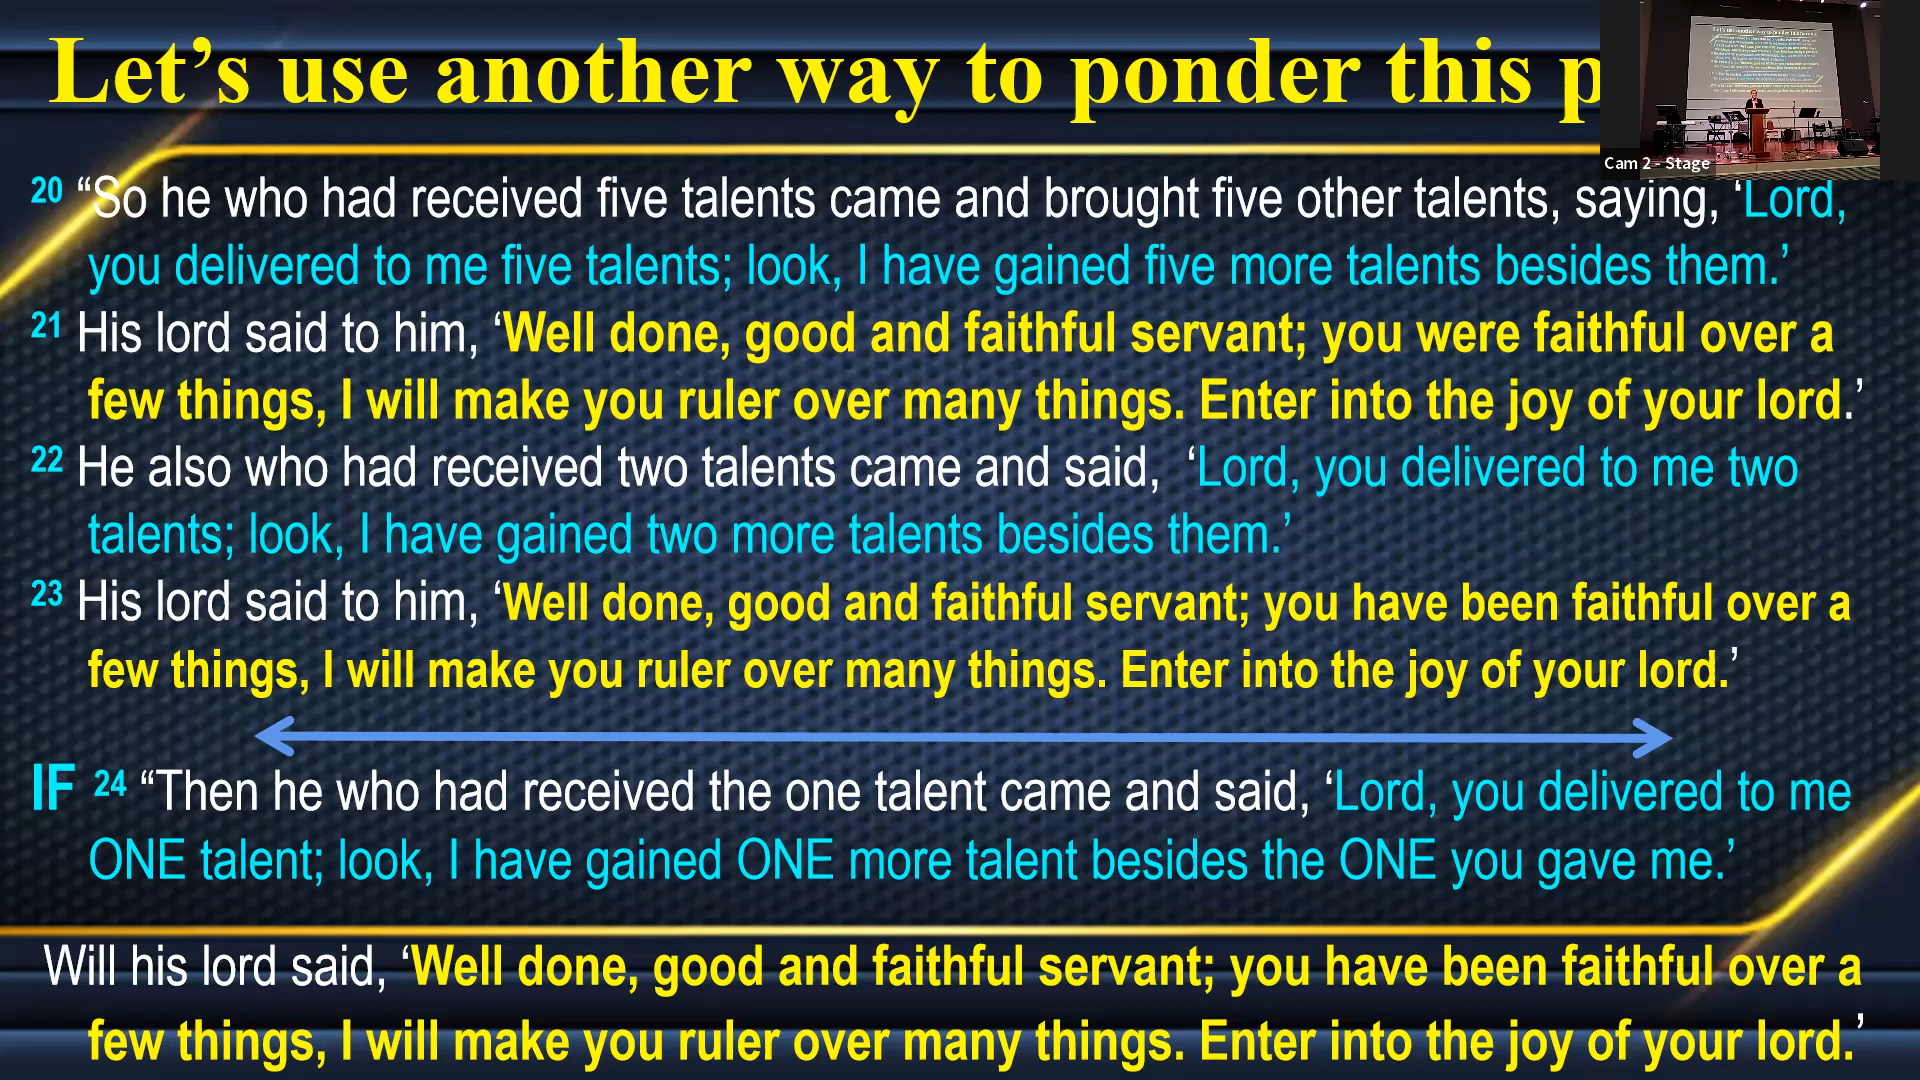 Let’s use another way to ponder this p
Cam 2 - Stage
20 “So he who had received five talents came and brought five other talents, saying, ‘Lord,
you delivered to me five talents; look, I have gained five more talents besides them.’
21 His lord said to him, ‘Well done, good and faithful servant; you were faithful over a
few things, I will make you ruler over many things. Enter into the joy of your lord.’
22 He also who had received two talents came and said, ‘Lord, you delivered to me two
talents; look, I have gained two more talents besides them.’
23 His lord said to him, ‘Well done, good and faithful servant; you have been faithful over a
few things, I will make you ruler over many things. Enter into the joy of your lord.’
IF 24 “Then he who had received the one talent came and said, ‘Lord, you delivered to me
ONE talent; look, I have gained ONE more talent besides the ONE you gave me.’
Will his lord said, ‘Well done, good and faithful servant; you have been faithful over a
few things, I will make you ruler over many things. Enter into the joy of your lord.’